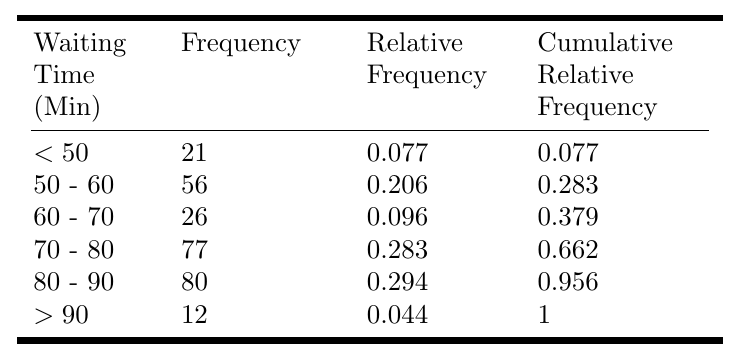 Waiting Time (Min) Frequency Relative Frequency Cumulative Relative Frequency
< 50 21 0.077 0.077
50 - 60 56 0.206 0.283
60 - 70 26 0.096 0.379
70 - 80 77 0.283 0.662
80 - 90 80 0.294 0.956
> 90 12 0.044 1